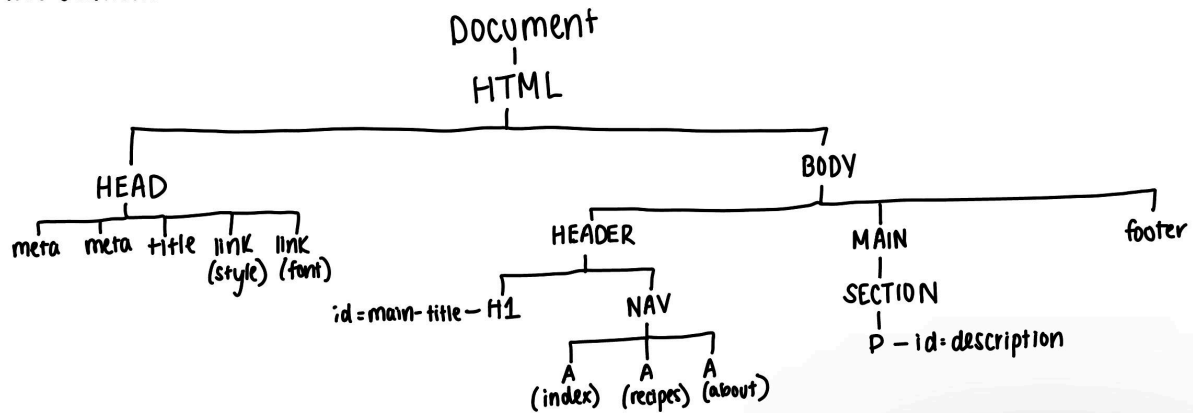 Document
HTML
HEAD
BODY
meta meta title link link
(style) (font)
HEADER
MAIN
footer
id=main-title-H1
NAV
SECTION
P - id=description
A A A
(index) (recipes) (about)